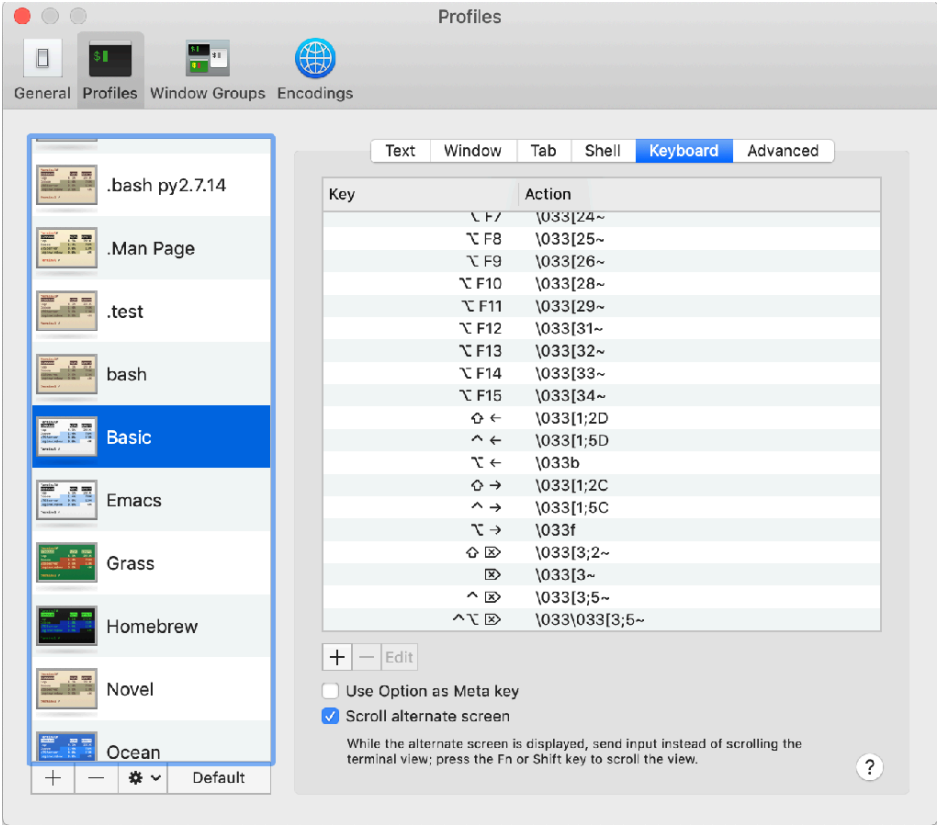 Profiles
General Profiles Window Groups Encodings
Text Window Tab Shell Keyboard Advanced
.bash py2.7.14
.Man Page
.test
bash
Basic
Emacs
Grass
Homebrew
Novel
Ocean
+ − Default
Key Action
⌥ F7 \033[24~
⌥ F8 \033[25~
⌥ F9 \033[26~
⌥ F10 \033[28~
⌥ F11 \033[29~
⌥ F12 \033[31~
⌥ F13 \033[32~
⌥ F14 \033[33~
⌥ F15 \033[34~
⇧ ← \033[1;2D
^ ← \033[1;5D
⌥ ← \033b
⇧ → \033[1;2C
^ → \033[1;5C
⌥ → \033f
⇧ ⌦ \033[3;2~
⌦ \033[3~
^ ⌦ \033[3;5~
^⌥ ⌦ \033\033[3;5~
+ − Edit
Use Option as Meta key
Scroll alternate screen
While the alternate screen is displayed, send input instead of scrolling the
terminal view; press the Fn or Shift key to scroll the view.
?